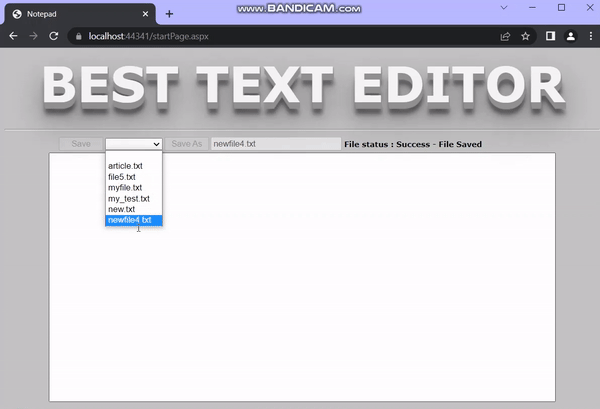 Notepad
www.BANDICAM.com
localhost:44341/startPage.aspx
BEST TEXT EDITOR
Save
Save As
newfile4.txt
File status : Success - File Saved
article.txt
file5.txt
myfile.txt
my_test.txt
new.txt
newfile4.txt